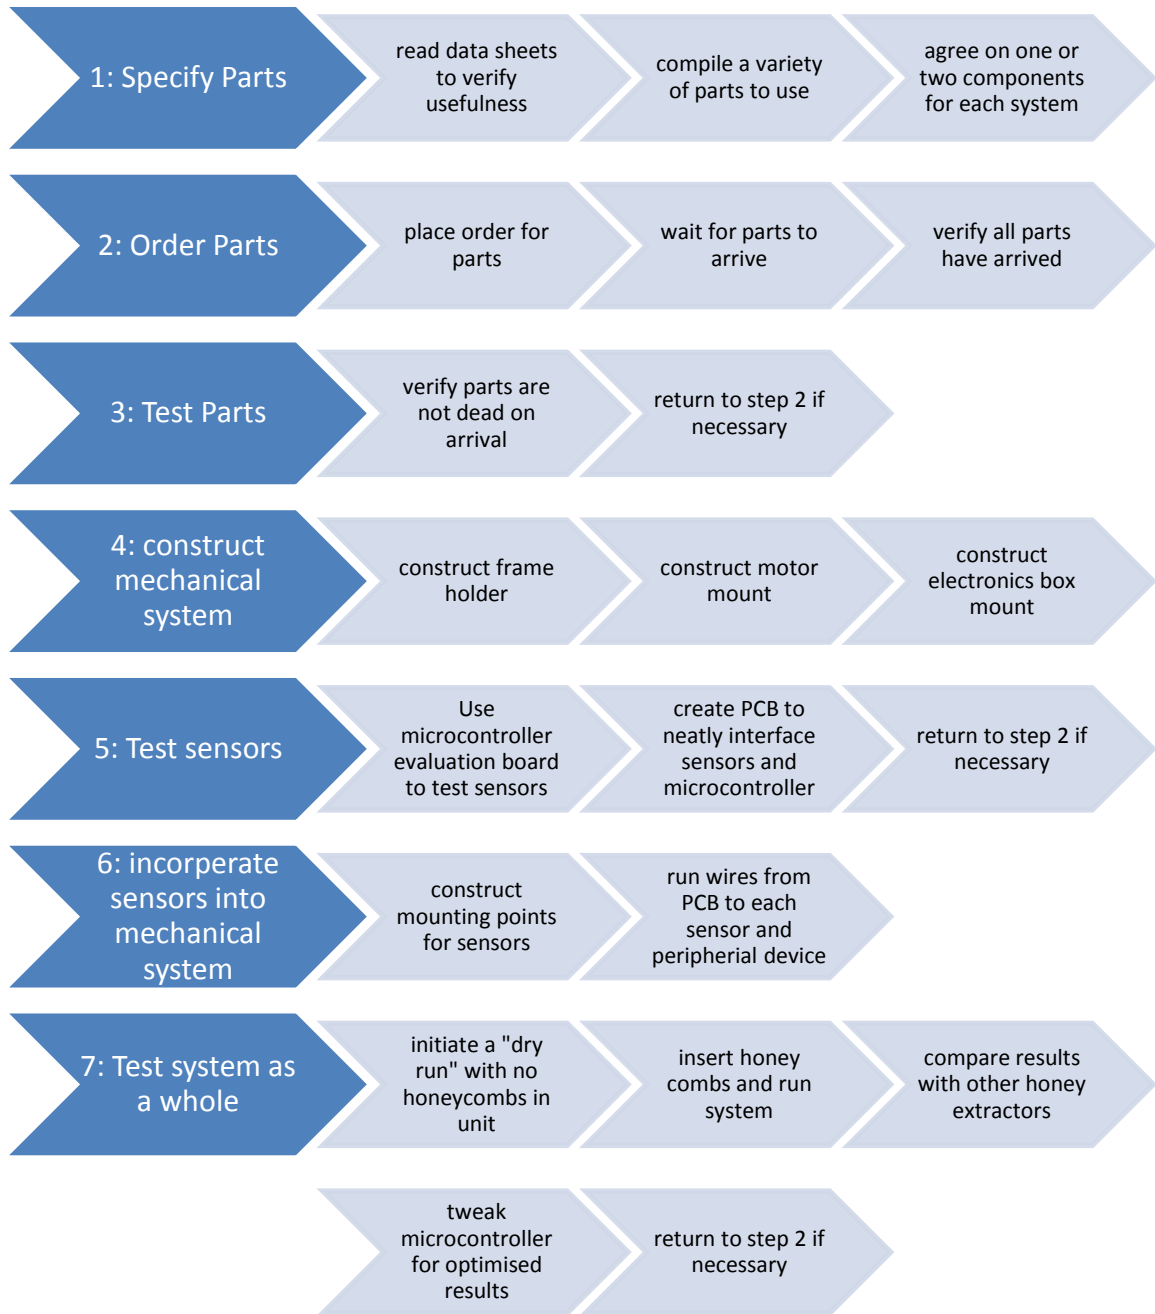 1: Specify Parts
read data sheets
to verify
usefulness
compile a variety
of parts to use
agree on one or
two components
for each system
2: Order Parts
place order for
parts
wait for parts to
arrive
verify all parts
have arrived
3: Test Parts
verify parts are
not dead on
arrival
return to step 2 if
necessary
4: construct
mechanical
system
construct frame
holder
construct motor
mount
construct
electronics box
mount
5: Test sensors
Use
microcontroller
evaluation board
to test sensors
create PCB to
neatly interface
sensors and
microcontroller
return to step 2 if
necessary
6: incorperate
sensors into
mechanical
system
construct
mounting points
for sensors
run wires from
PCB to each
sensor and
peripherial device
7: Test system as
a whole
initiate a "dry
run" with no
honeycombs in
unit
insert honey
combs and run
system
compare results
with other honey
extractors
tweak
microcontroller
for optimised
results
return to step 2 if
necessary